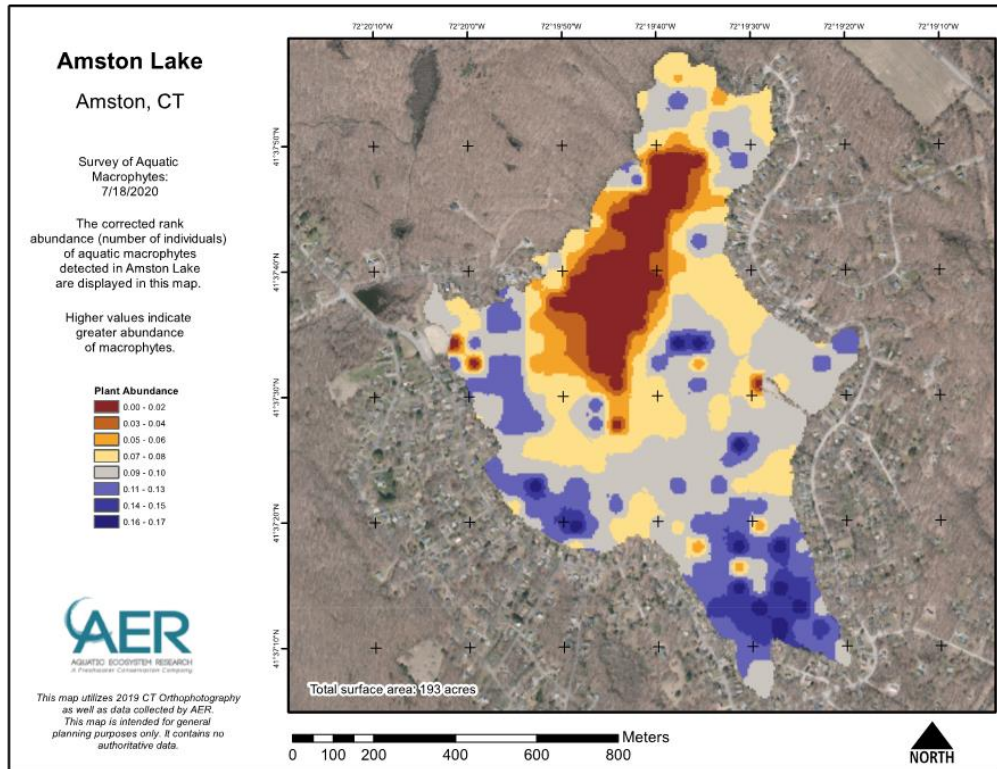 Amston Lake
Amston, CT
Survey of Aquatic
Macrophytes:
7/18/2020
The corrected rank
abundance (number of individuals)
of aquatic macrophytes
detected in Amston Lake
are displayed in this map.
Higher values indicate
greater abundance
of macrophytes.
Plant Abundance
0.00 - 0.02
0.03 - 0.04
0.05 - 0.06
0.07 - 0.08
0.09 - 0.10
0.11 - 0.13
0.14 - 0.15
0.16 - 0.17
AER
AQUATIC ECOSYSTEM RESEARCH
A Freshwater Conservation Company
This map utilizes 2019 CT Orthophotography
as well as data collected by AER.
This map is intended for general
planning purposes only. It contains no
authoritative data.
72°20'10"W 72°20'0"W 72°19'50"W 72°19'40"W 72°19'30"W 72°19'20"W 72°19'10"W
41°37'50"N
41°37'40"N
41°37'30"N
41°37'20"N
41°37'10"N
Total surface area: 193 acres
Meters
0 100 200 400 600 800
NORTH